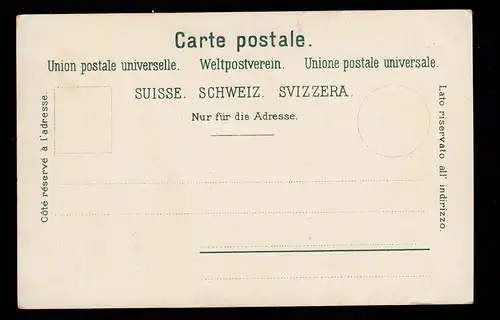 Carte postale.
Union postale universelle. Weltpostverein. Unione postale universale.
SUISSE. SCHWEIZ. SVIZZERA.
Nur für die Adresse.
Côté réservé à l'adresse.
Lato riservato all' indirizzo.